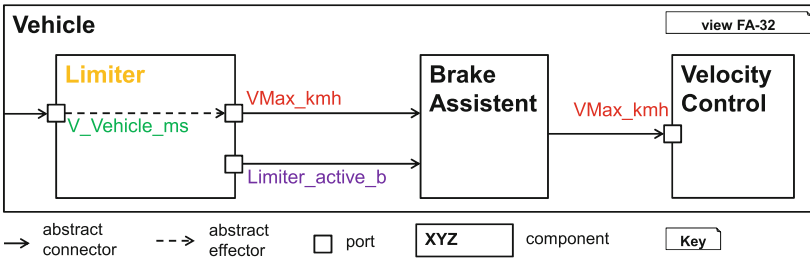 Vehicle
view FA-32
Limiter
V_Vehicle_ms
VMax_kmh
Limiter_active_b
Brake
Assistent
VMax_kmh
Velocity
Control
abstract
connector
abstract
effector
port
XYZ
component
Key